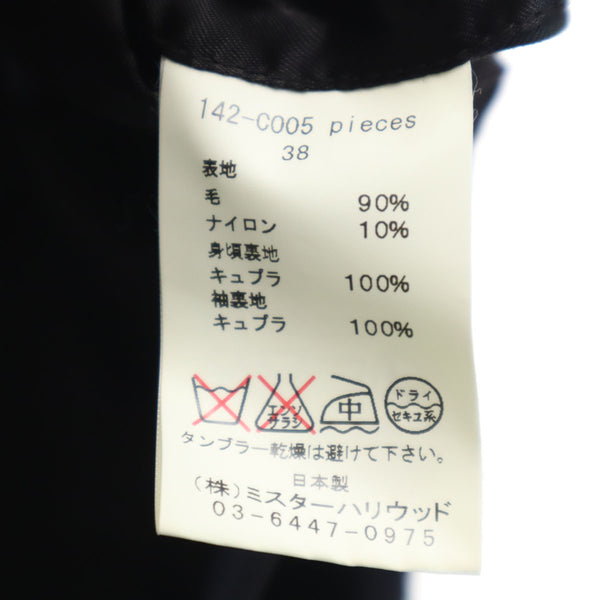 142-C005 pieces
38
表地
毛 90%
ナイロン 10%
身頃裏地
キュプラ 100%
袖裏地
キュプラ 100%
エンソ サラシ 中 ドライ セキユ系
タンブラー乾燥は避けて下さい。
日本製
(株)ミスターハリウッド
03-6447-0975